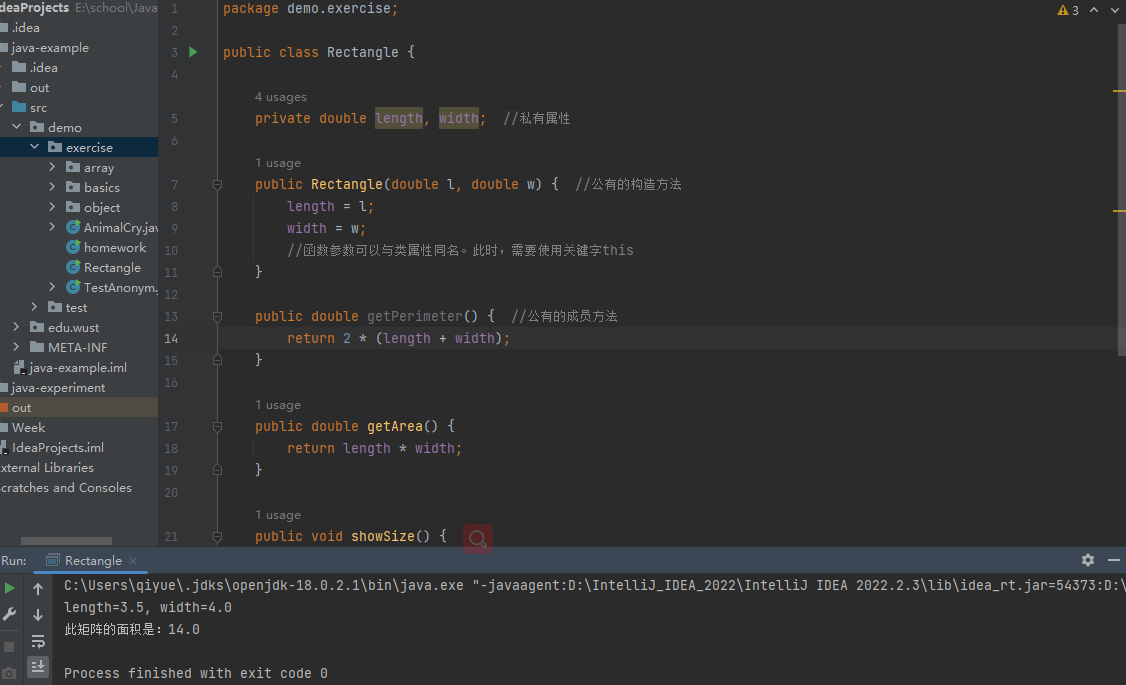 deaProjects E:\school\Java
.idea
java-example
.idea
out
src
demo
exercise
array
basics
object
AnimalCry.jav
homework
Rectangle
TestAnonym.
test
edu.wust
META-INF
java-example.iml
java-experiment
out
Week
IdeaProjects.iml
xternal Libraries
cratches and Consoles
3
1 package demo.exercise;
2
3 public class Rectangle {
4
4 usages
5 private double length, width; //私有属性
6
1 usage
7 public Rectangle(double l, double w) { //公有的构造方法
8 length = l;
9 width = w;
10 //函数参数可以与类属性同名。此时，需要使用关键字this
11 }
12
13 public double getPerimeter() { //公有的成员方法
14 return 2 * (length + width);
15 }
16
1 usage
17 public double getArea() {
18 return length * width;
19 }
20
1 usage
21 public void showSize() {
Run: Rectangle
C:\Users\qiyue\.jdks\openjdk-18.0.2.1\bin\java.exe "-javaagent:D:\IntelliJ_IDEA_2022\IntelliJ IDEA 2022.2.3\lib\idea_rt.jar=54373:D:\
length=3.5, width=4.0
此矩阵的面积是：14.0
Process finished with exit code 0